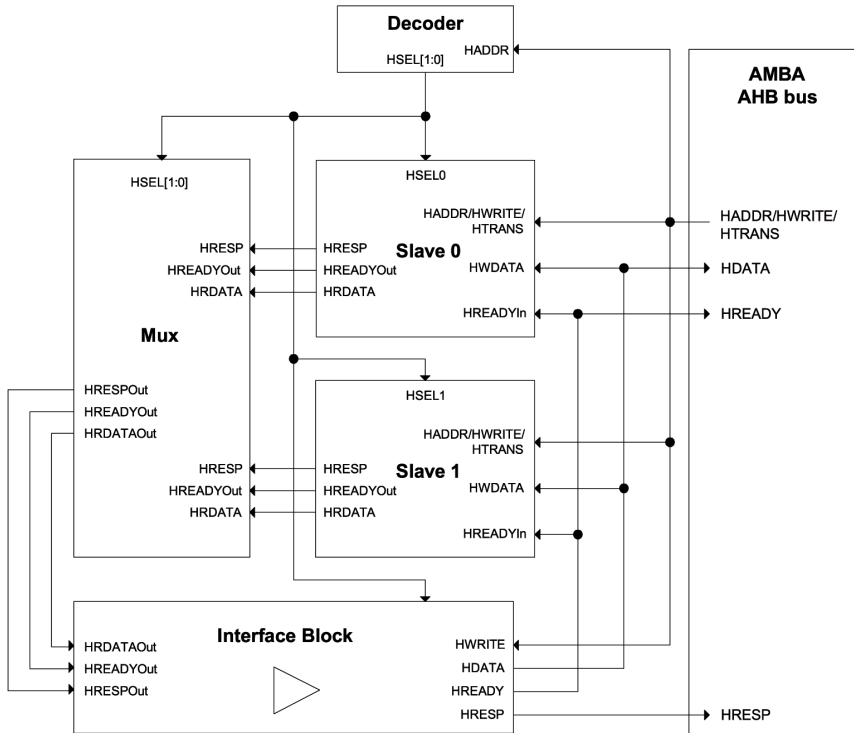 Decoder
HADDR
HSEL[1:0]
AMBA
AHB bus
HSEL[1:0]
HSEL0
HADDR/HWRITE/
HTRANS
HADDR/HWRITE/
HTRANS
HRESP
HRESP
Slave 0
HREADYOut
HREADYOut
HWDATA
HDATA
HRDATA
HRDATA
HREADYIn
HREADY
Mux
HSEL1
HRESPOut
HREADYOut
HRDATAOut
HADDR/HWRITE/
HTRANS
HRESP
HRESP
Slave 1
HREADYOut
HREADYOut
HWDATA
HRDATA
HRDATA
HREADYIn
Interface Block
HRDATAOut
HWRITE
HREADYOut
HDATA
HRESPOut
HREADY
HRESP
HRESP